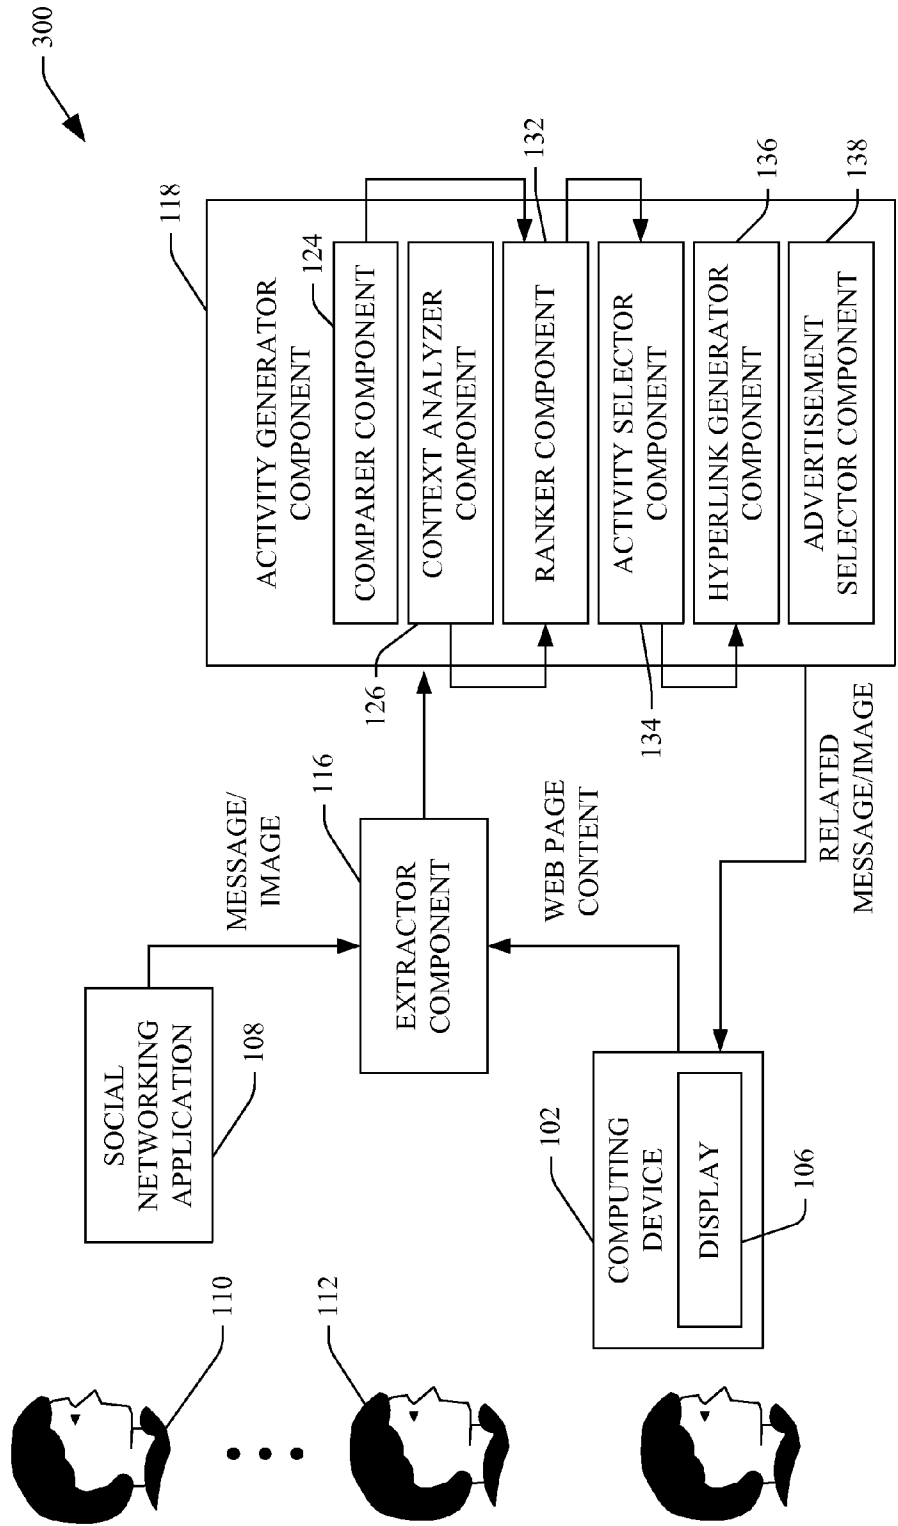 300
118
ACTIVITY GENERATOR
COMPONENT
124
COMPARER COMPONENT
CONTEXT ANALYZER
COMPONENT
126
132
RANKER COMPONENT
ACTIVITY SELECTOR
COMPONENT
134
136
HYPERLINK GENERATOR
COMPONENT
138
ADVERTISEMENT
SELECTOR COMPONENT
MESSAGE/
IMAGE
116
EXTRACTOR
COMPONENT
WEB PAGE
CONTENT
RELATED
MESSAGE/IMAGE
SOCIAL
NETWORKING
APPLICATION
108
102
COMPUTING
DEVICE
DISPLAY
106
110
112